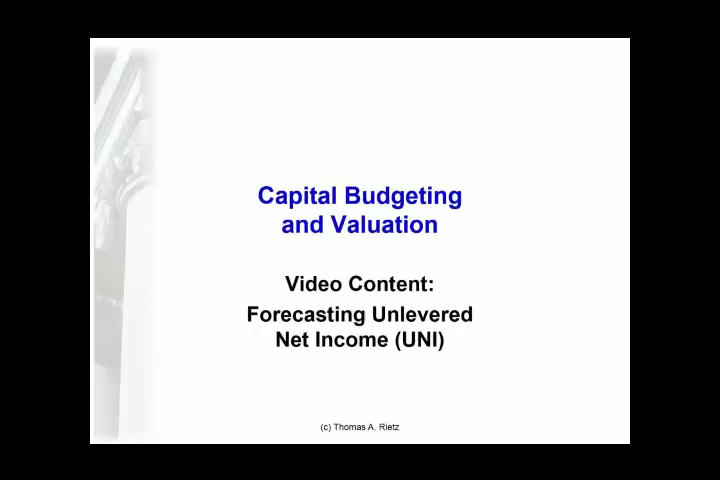 Capital Budgeting
and Valuation
Video Content:
Forecasting Unlevered
Net Income (UNI)
(c) Thomas A. Rietz